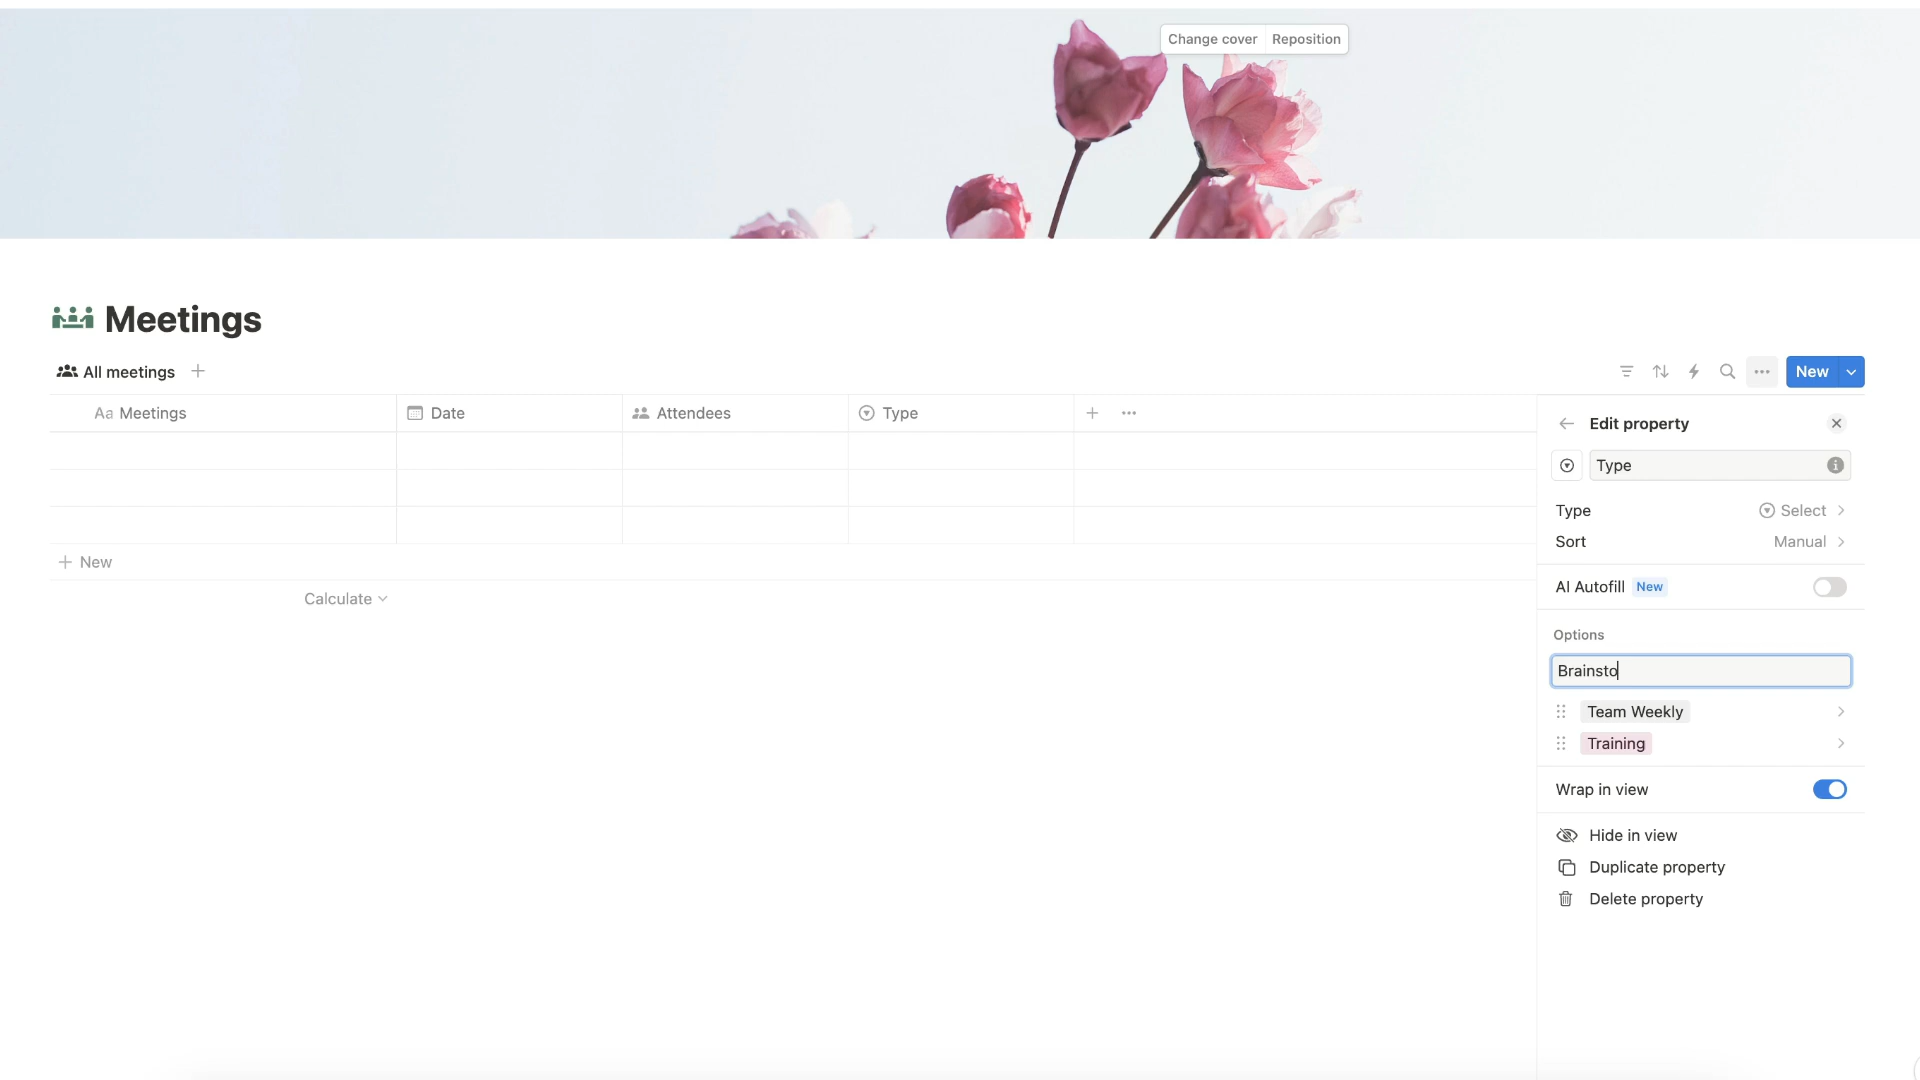 Change cover Reposition
Meetings
All meetings
New
Aa Meetings Date Attendees Type
New
Calculate
Edit property
Type
Type Select
Sort Manual
AI Autofill New
Options
Brainsto
Team Weekly
Training
Wrap in view
Hide in view
Duplicate property
Delete property